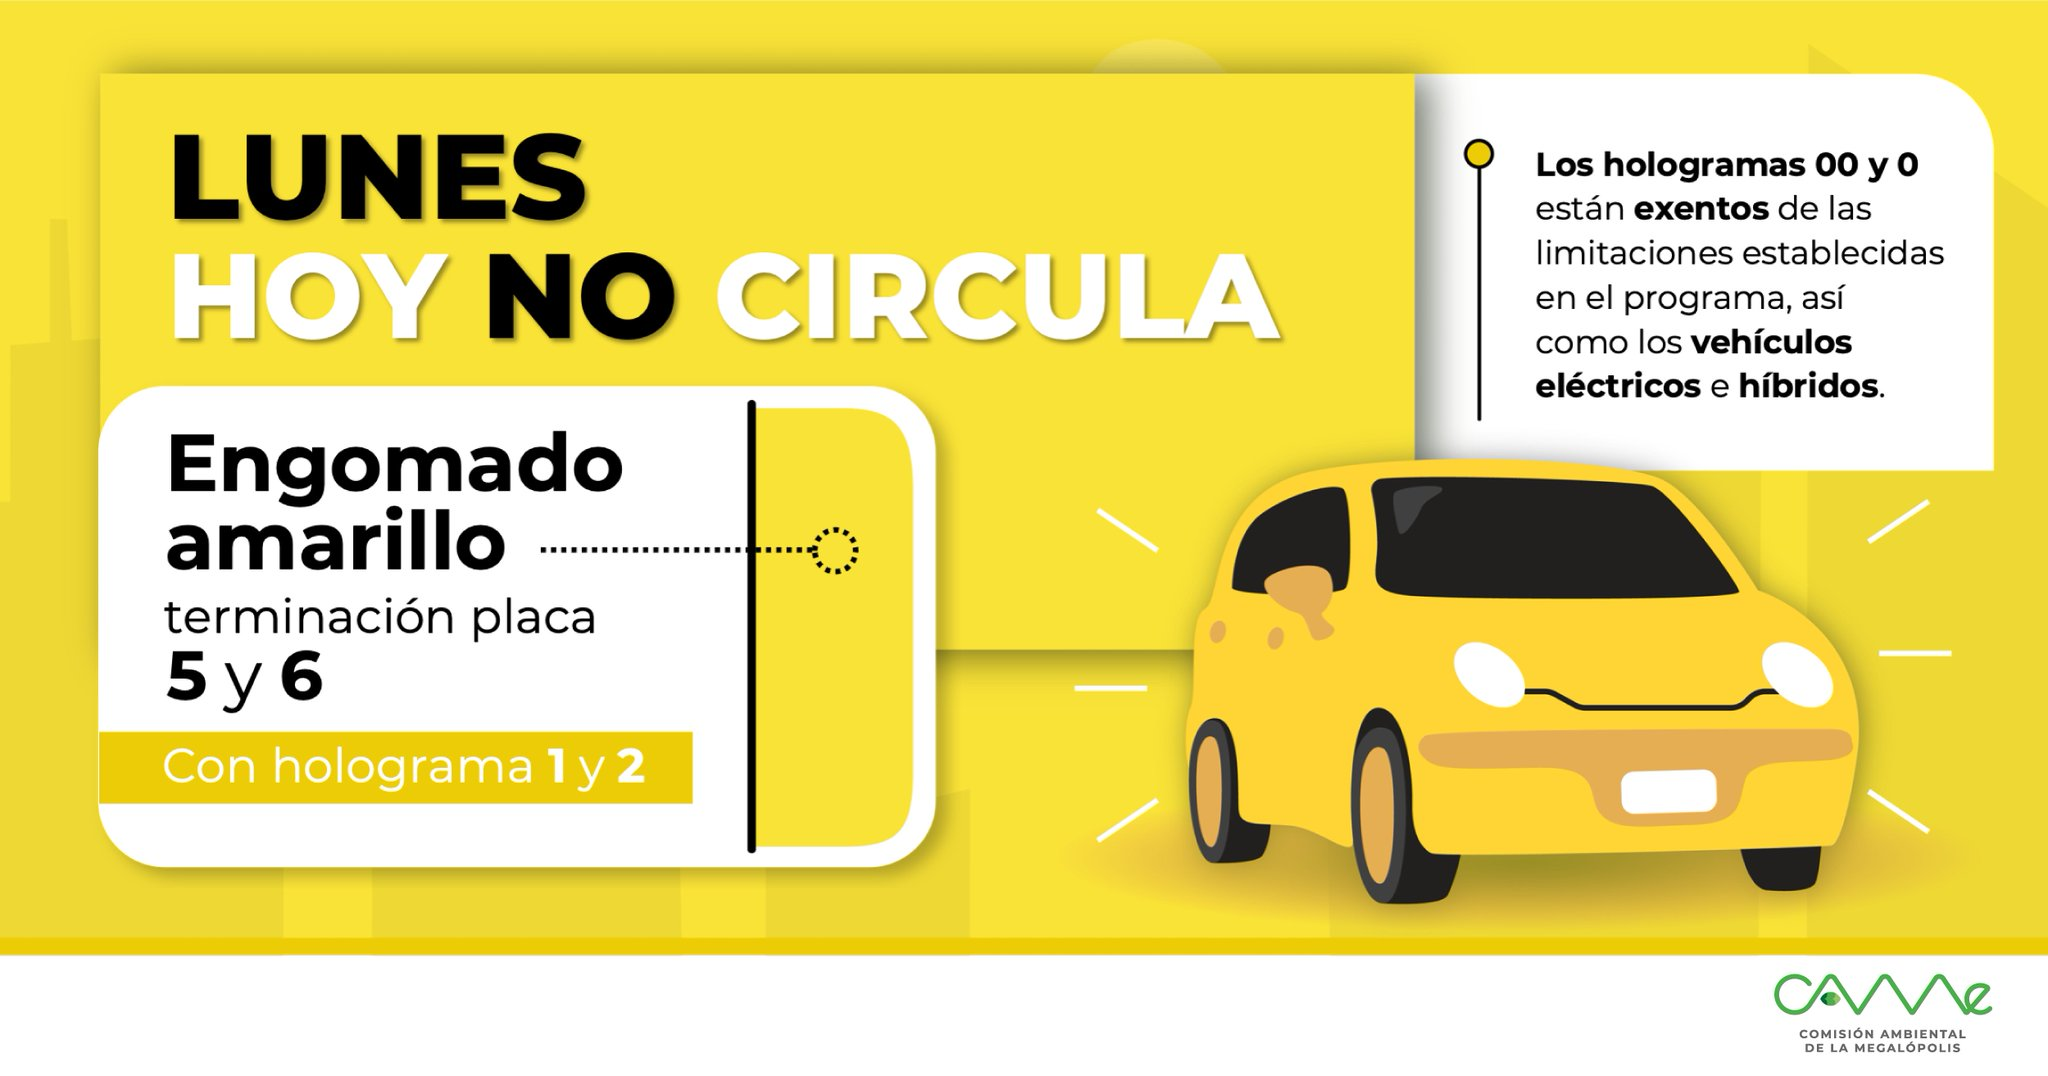 LUNES
HOY NO CIRCULA
Engomado
amarillo
terminación placa
5 y 6
Con holograma 1 y 2
Los hologramas 00 y 0
están exentos de las
limitaciones establecidas
en el programa, así
como los vehículos
eléctricos e híbridos.
CAMe
COMISIÓN AMBIENTAL
DE LA MEGALÓPOLIS